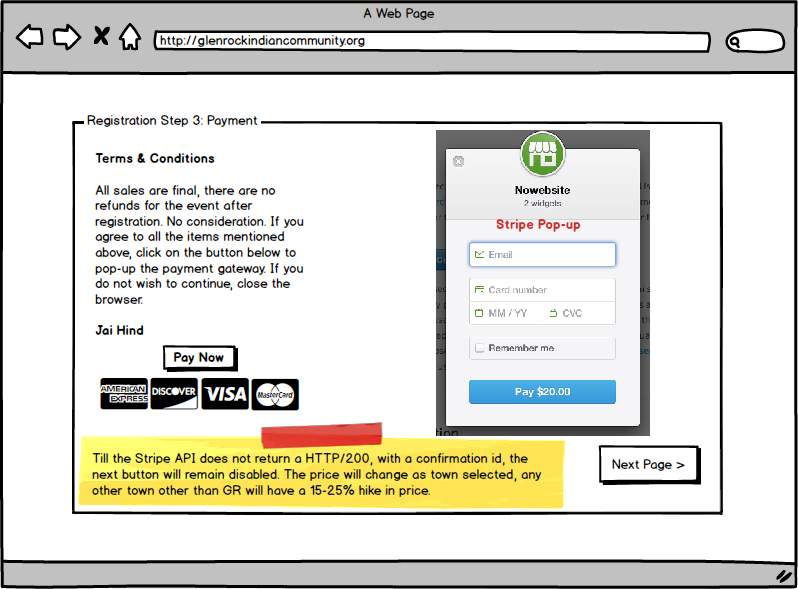 A Web Page
http://glenrockindiancommunity.org
Registration Step 3: Payment
Terms & Conditions
All sales are final, there are no
refunds for the event after
registration. No consideration. If you
agree to all the items mentioned
above, click on the button below to
pop-up the payment gateway. If you
do not wish to continue, close the
browser.
Jai Hind
Pay Now
AMERICAN
EXPRESS
DISCOVER
VISA
MasterCard
Nowebsite
2 widgets
Stripe Pop-up
Email
Card number
MM / YY
CVC
Remember me
Pay $20.00
Till the Stripe API does not return a HTTP/200, with a confirmation id, the
next button will remain disabled. The price will change as town selected, any
other town other than GR will have a 15-25% hike in price.
Next Page >